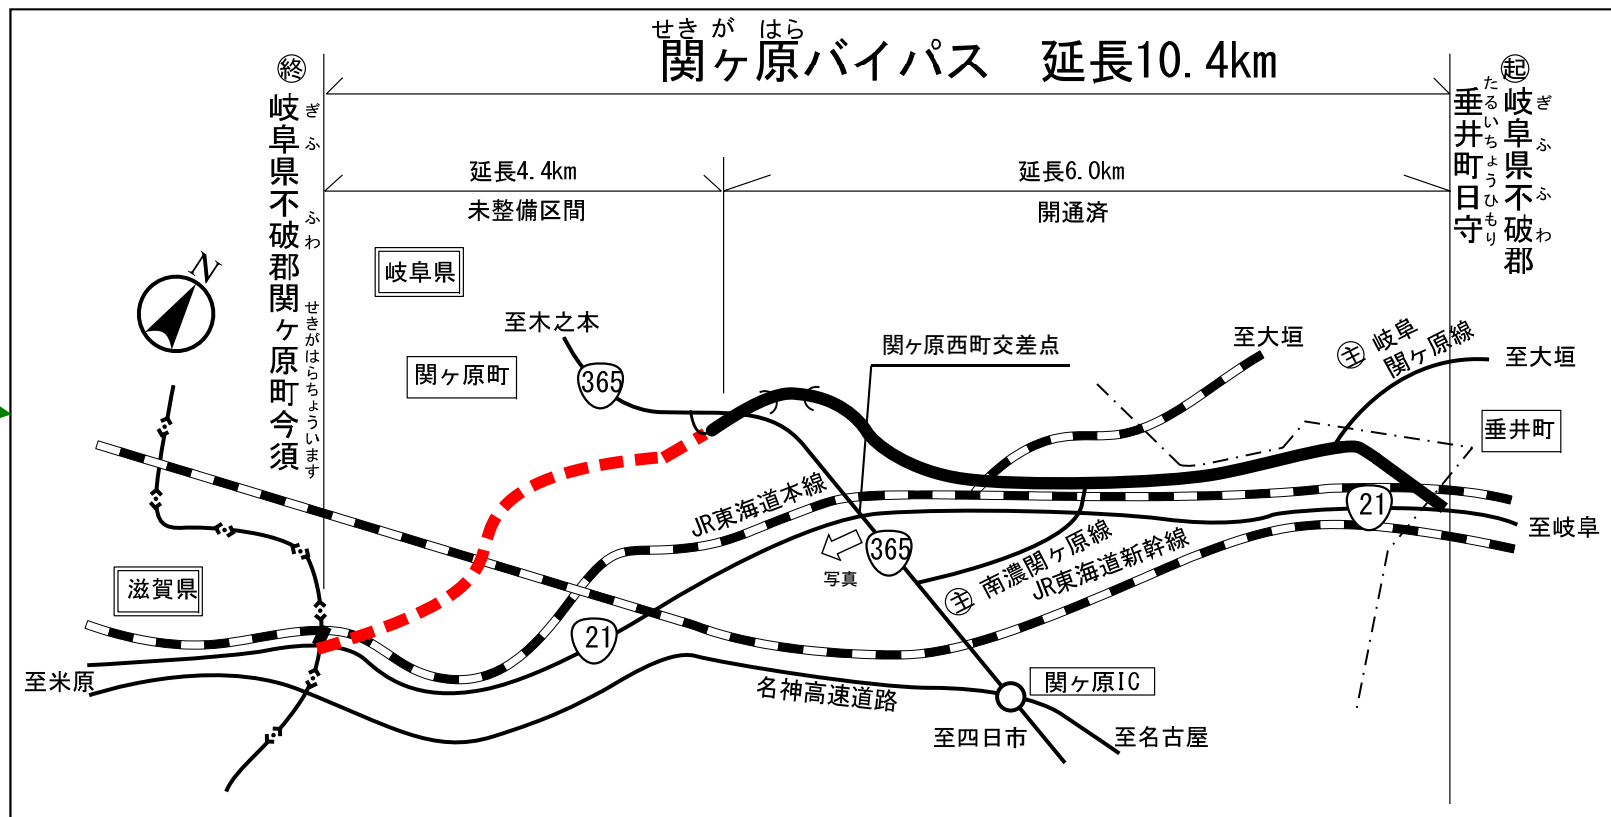 せき が はら
関ヶ原バイパス 延長10.4km
終
岐阜県不破郡関ヶ原町今須
ぎふ ふわ せきがはらちょういます
起
岐阜県不破郡
ぎふ ふわ
垂井町日守
たるいちょうひもり
延長4.4km
未整備区間
延長6.0km
開通済
N
岐阜県
至木之本
関ヶ原町
365
関ヶ原西町交差点
至大垣
主 岐阜
関ヶ原線
至大垣
垂井町
JR東海道本線
21
至岐阜
365
写真
主 南濃関ヶ原線
JR東海道新幹線
滋賀県
21
至米原
名神高速道路
関ヶ原IC
至四日市
至名古屋